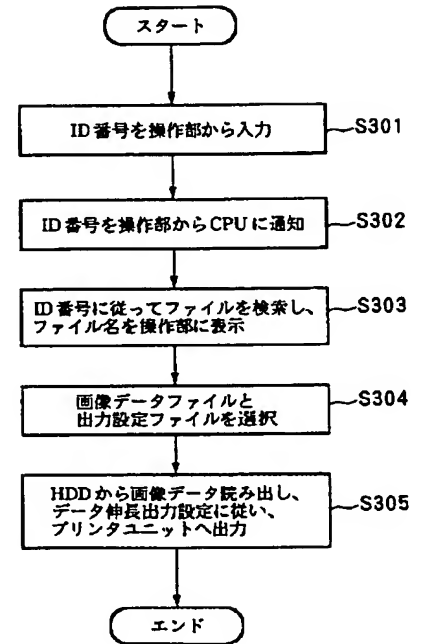 スタート
ID番号を操作部から入力
S301
ID番号を操作部からCPUに通知
S302
ID番号に従ってファイルを検索し、
ファイル名を操作部に表示
S303
画像データファイルと
出力設定ファイルを選択
S304
HDDから画像データ読み出し、
データ伸長出力設定に従い、
プリンタユニットへ出力
S305
エンド